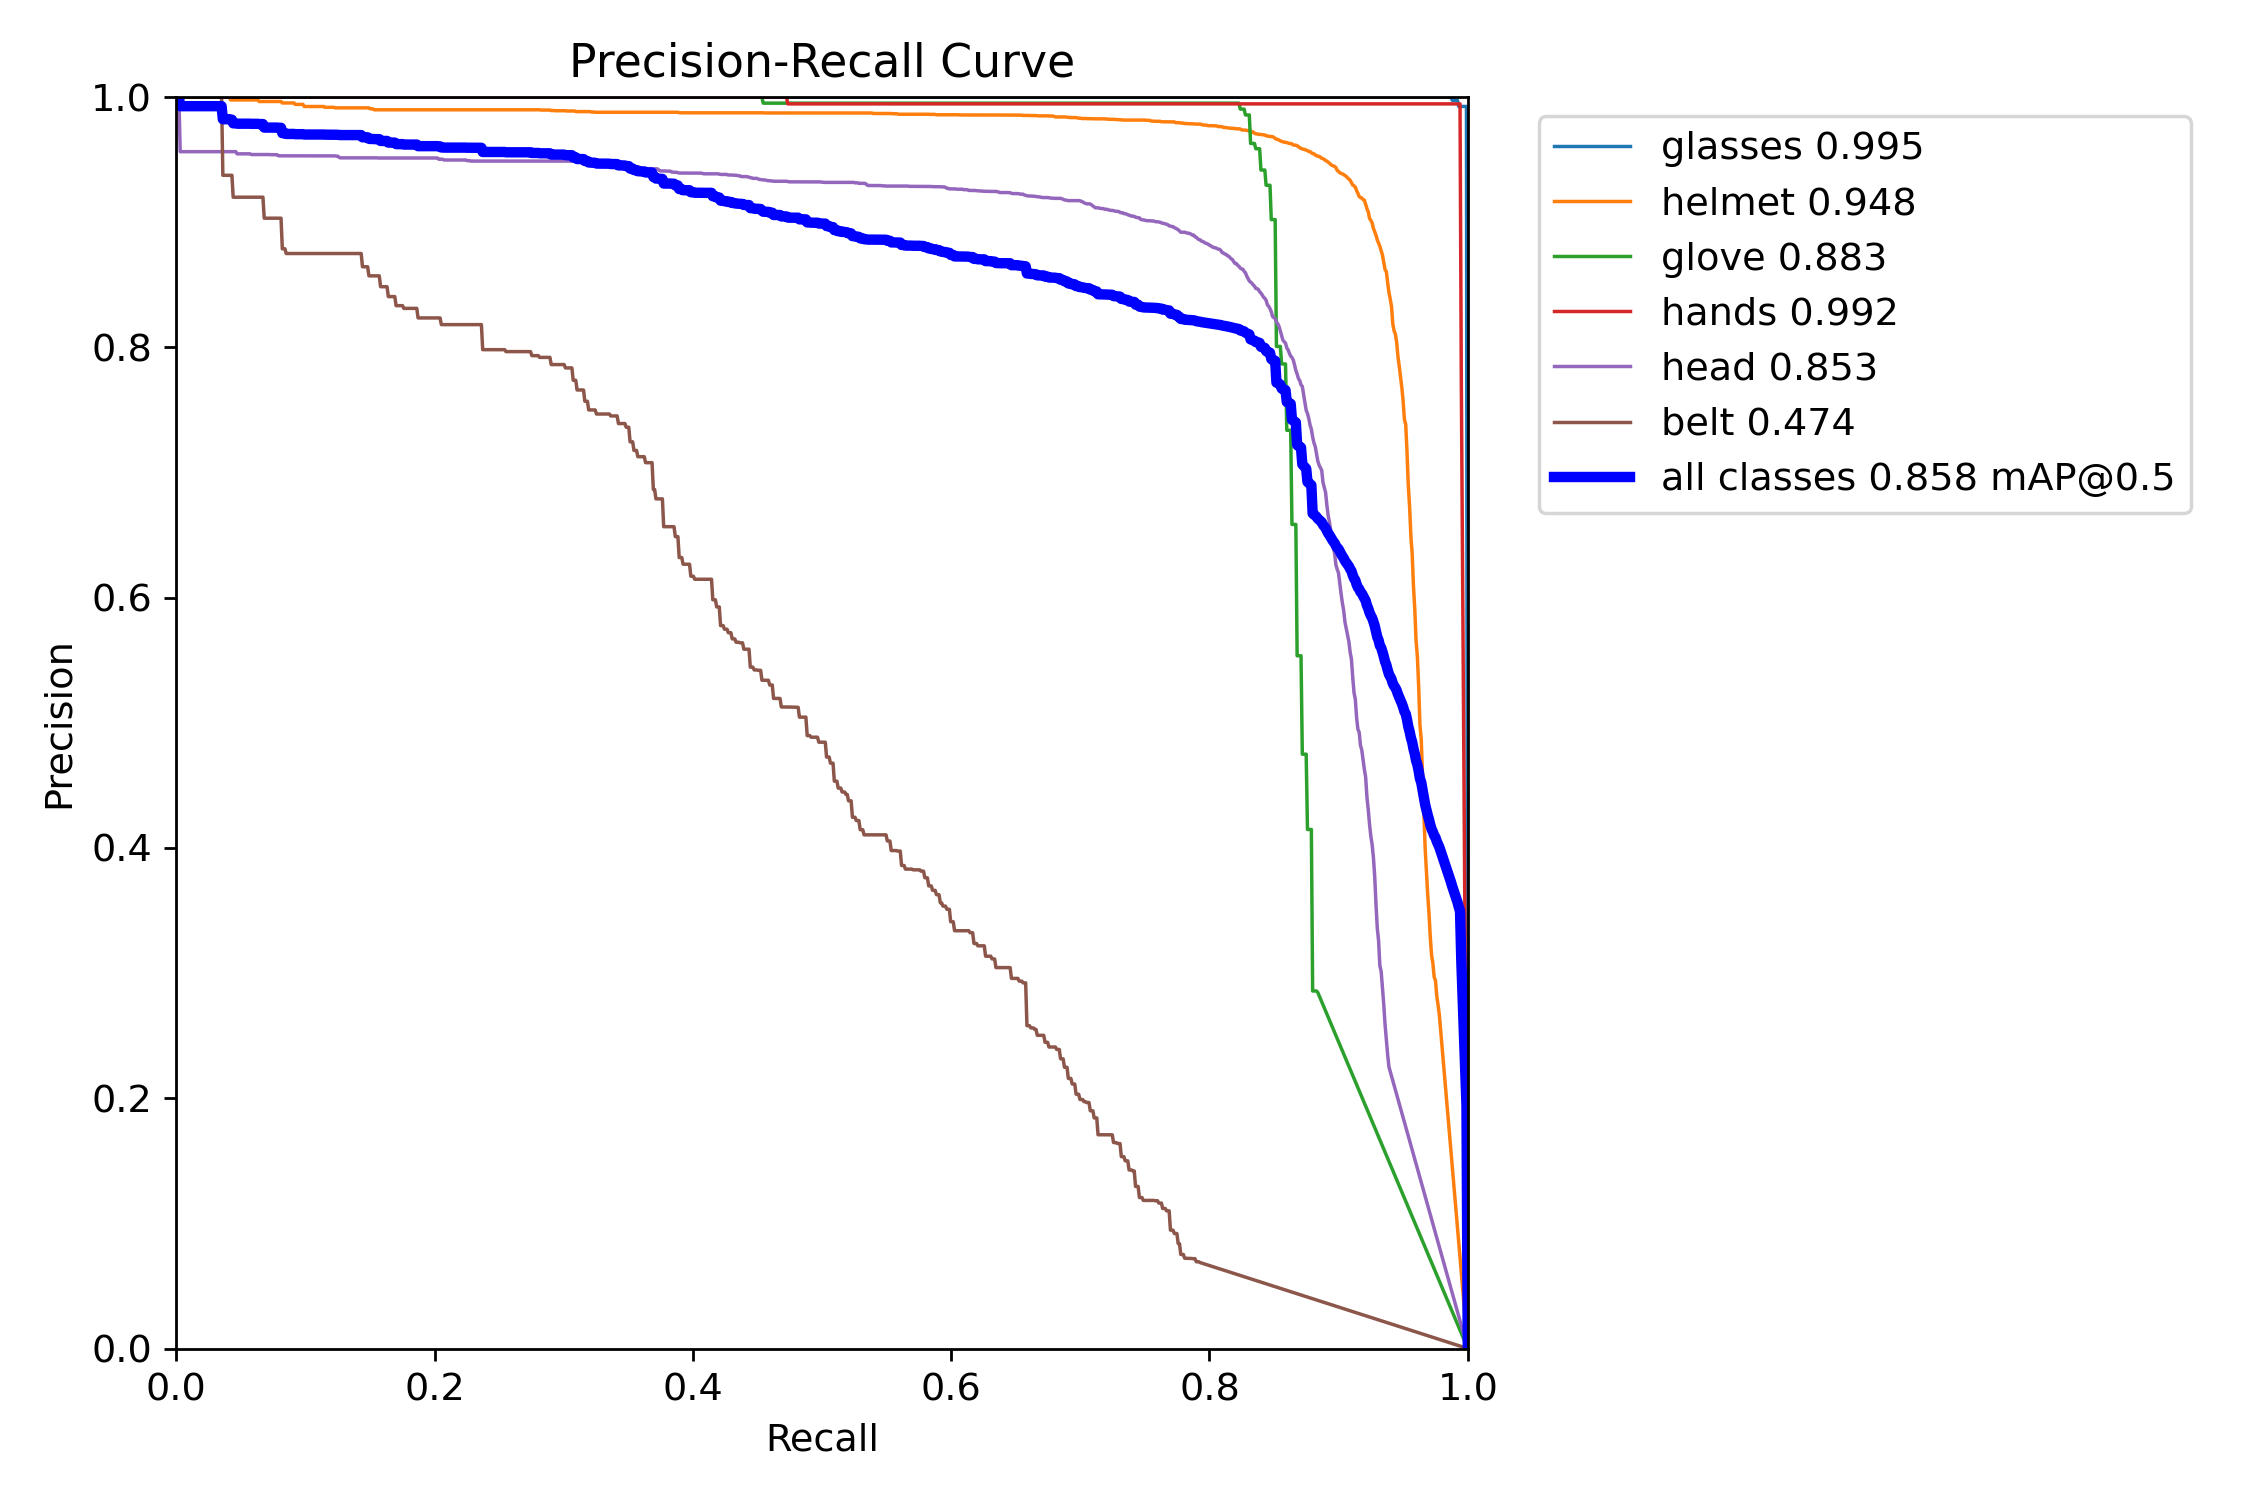 Precision-Recall Curve
1.0
0.8
0.6
0.4
0.2
0.0
Precision
0.0 0.2 0.4 0.6 0.8 1.0
Recall
glasses 0.995
helmet 0.948
glove 0.883
hands 0.992
head 0.853
belt 0.474
all classes 0.858 mAP@0.5